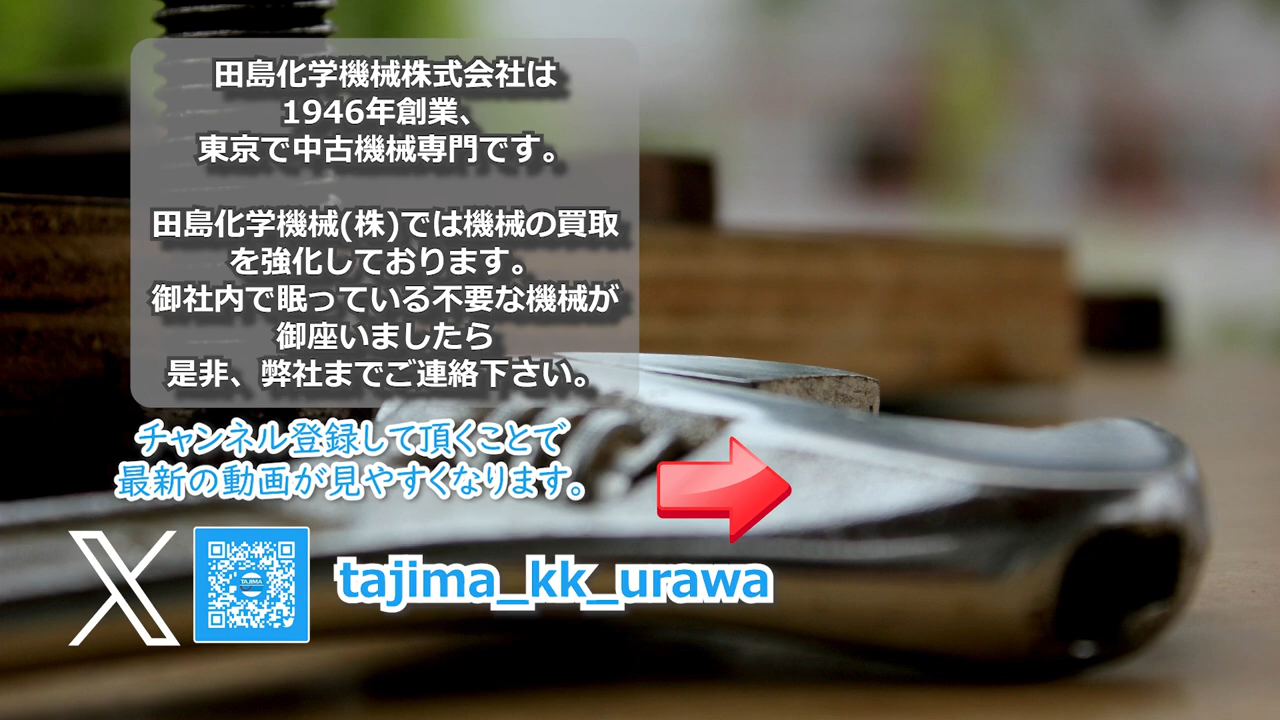 田島化学機械株式会社は
1946年創業、
東京で中古機械専門です。
田島化学機械(株)では機械の買取
を強化しております。
御社内で眠っている不要な機械が
御座いましたら
是非、弊社までご連絡下さい。
チャンネル登録して頂くことで
最新の動画が見やすくなります。
X
TAJIMA
tajima_kk_urawa